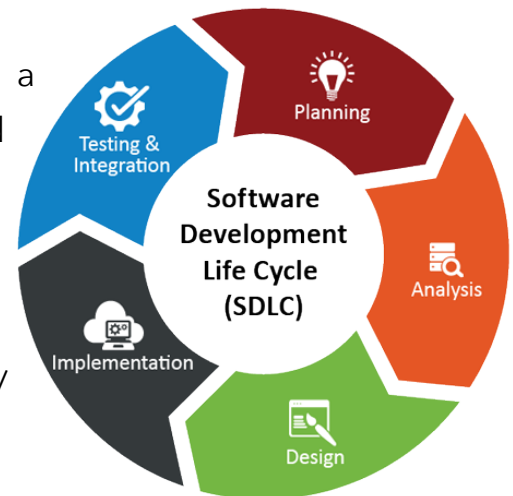 a
Planning
Testing &
Integration
Software
Development
Life Cycle
(SDLC)
Analysis
Implementation
Design